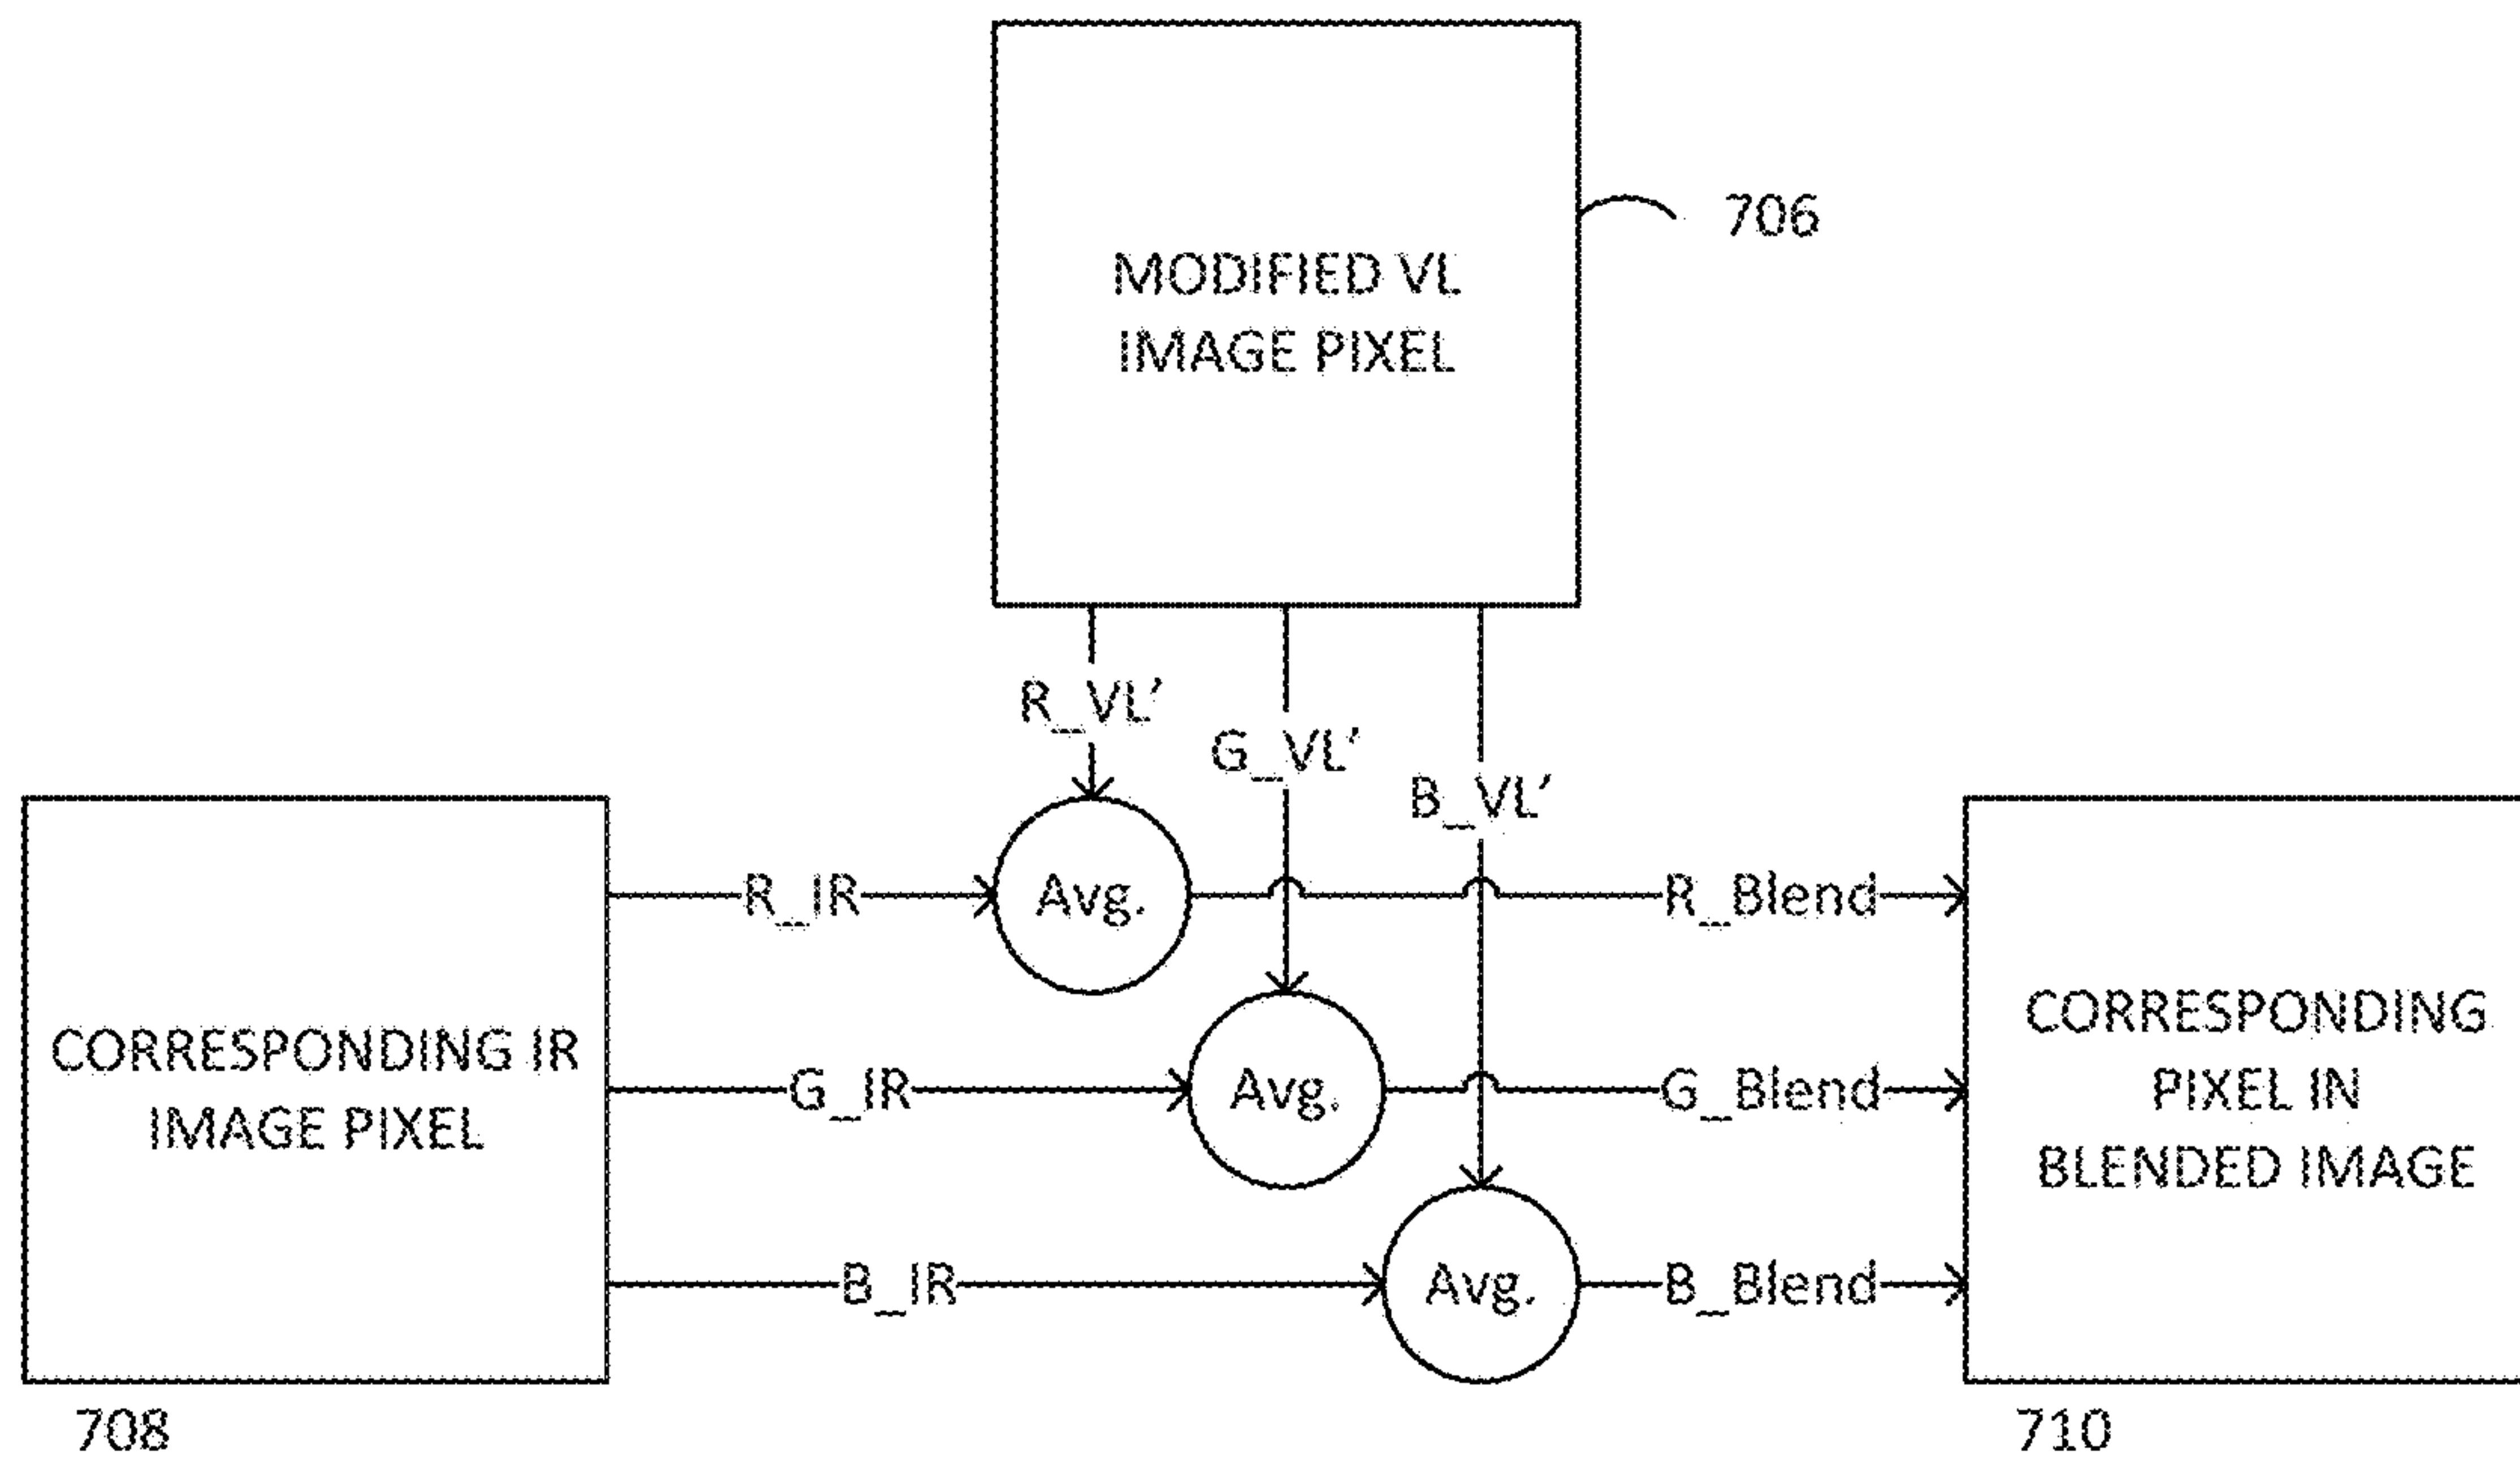 MODIFIED VL
IMAGE PIXEL
706
R_VL'
G_VL'
B_VL'
R_IR
Avg.
R_Blend
CORRESPONDING IR
IMAGE PIXEL
G_IR
Avg.
G_Blend
B_IR
Avg.
B_Blend
CORRESPONDING
PIXEL IN
BLENDED IMAGE
708
710